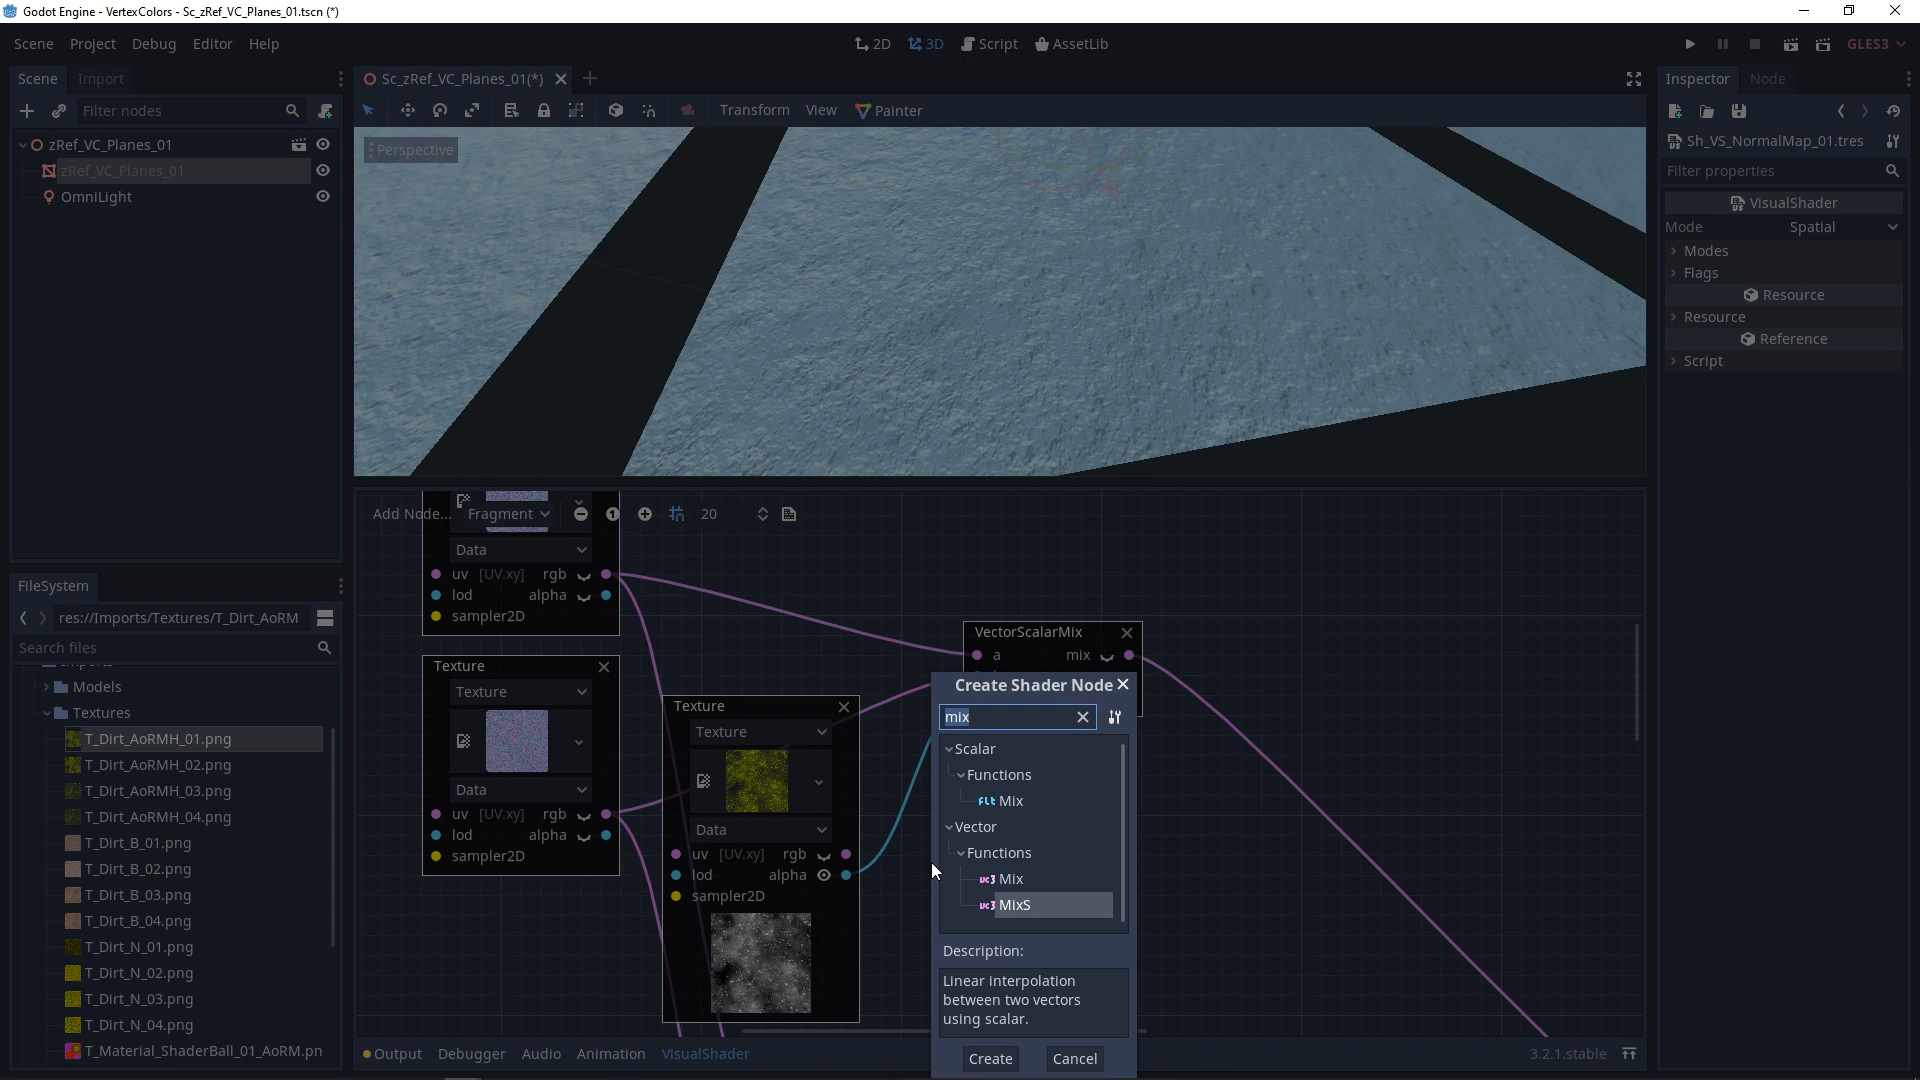 Godot Engine - VertexColors - Sc_zRef_VC_Planes_01.tscn (*)
Scene Project Debug Editor Help
2D 3D Script AssetLib
GLES3
Scene Import
Filter nodes
zRef_VC_Planes_01
zRef_VC_Planes_01
OmniLight
Sc_zRef_VC_Planes_01(*)
Transform View Painter
Perspective
Inspector Node
Sh_VS_NormalMap_01.tres
Filter properties
VisualShader
Mode Spatial
Modes
Flags
Resource
Resource
Reference
Script
FileSystem
res://Imports/Textures/T_Dirt_AoRM
Search files
Imports
Models
Textures
T_Dirt_AoRMH_01.png
T_Dirt_AoRMH_02.png
T_Dirt_AoRMH_03.png
T_Dirt_AoRMH_04.png
T_Dirt_B_01.png
T_Dirt_B_02.png
T_Dirt_B_03.png
T_Dirt_B_04.png
T_Dirt_N_01.png
T_Dirt_N_02.png
T_Dirt_N_03.png
T_Dirt_N_04.png
T_Material_ShaderBall_01_AoRM.pn
Add Node... Fragment 20
Data
uv [UV.xy] rgb
lod alpha
sampler2D
Texture
Texture
Data
uv [UV.xy] rgb
lod alpha
sampler2D
Texture
Texture
Data
uv [UV.xy] rgb
lod alpha
sampler2D
VectorScalarMix
a mix
Create Shader Node
mix
Scalar
Functions
flt Mix
Vector
Functions
vc3 Mix
vc3 MixS
Description:
Linear interpolation
between two vectors
using scalar.
Create Cancel
Output Debugger Audio Animation VisualShader
3.2.1.stable